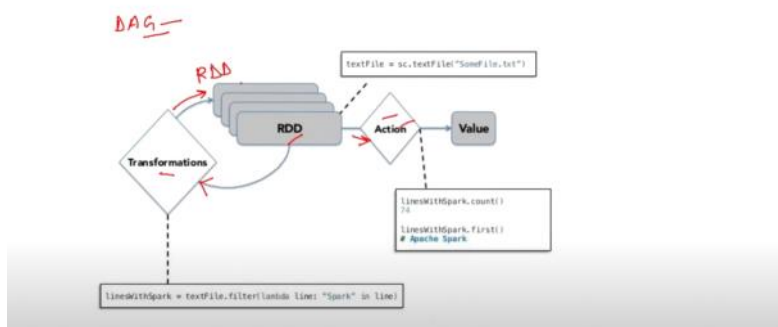 DAG
textFile = sc.textFile("SomeFile.txt")
RDD
RDD
Action
Value
Transformations
linesWithSpark.count()
74
linesWithSpark.first()
# Apache Spark
linesWithSpark = textFile.filter(lambda line: "Spark" in line)